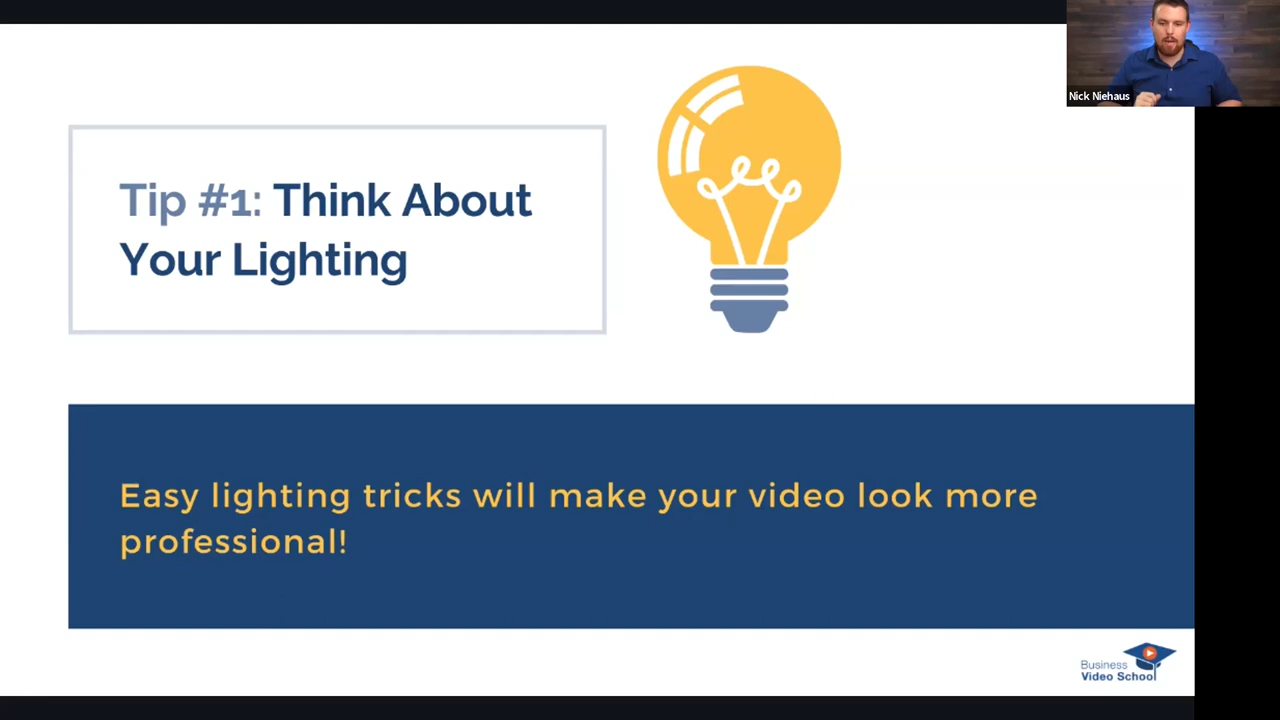 Nick Niehaus
Tip #1: Think About
Your Lighting
Easy lighting tricks will make your video look more
professional!
Business
Video School